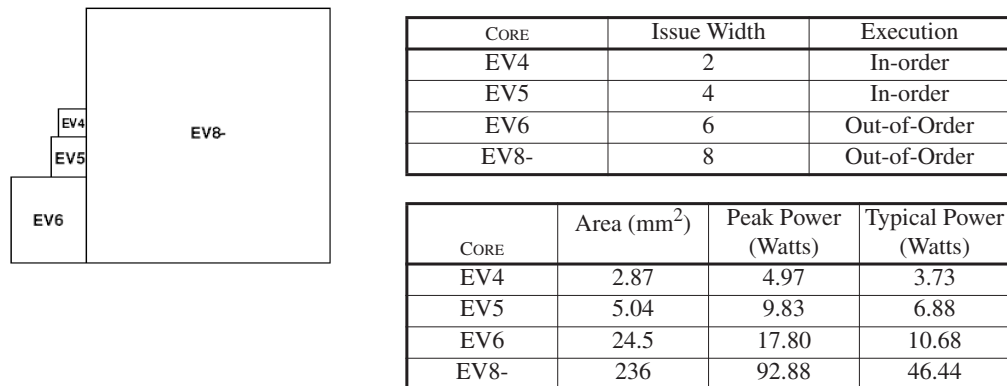 EV8-
EV4
EV5
EV6
CORE Issue Width Execution
EV4 2 In-order
EV5 4 In-order
EV6 6 Out-of-Order
EV8- 8 Out-of-Order
CORE Area (mm²) Peak Power (Watts) Typical Power (Watts)
EV4 2.87 4.97 3.73
EV5 5.04 9.83 6.88
EV6 24.5 17.80 10.68
EV8- 236 92.88 46.44